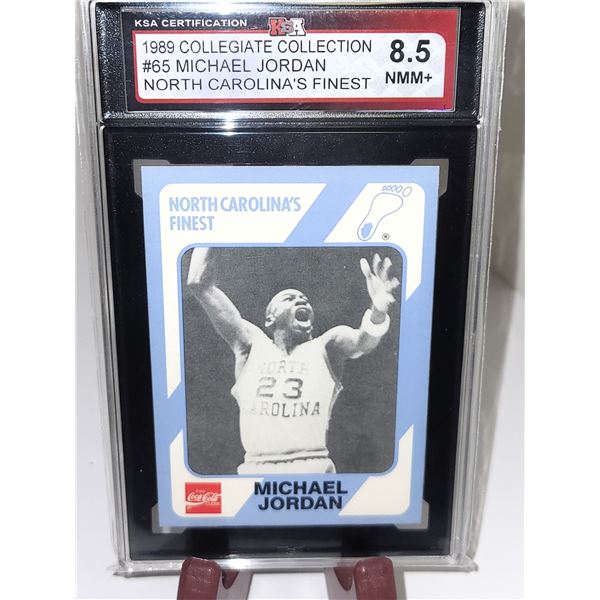 KSA CERTIFICATION
KSA
1989 COLLEGIATE COLLECTION
#65 MICHAEL JORDAN
NORTH CAROLINA'S FINEST
8.5
NMM+
NORTH CAROLINA'S
FINEST
®
NORTH
23
CAROLINA
Coca-Cola
MICHAEL
JORDAN